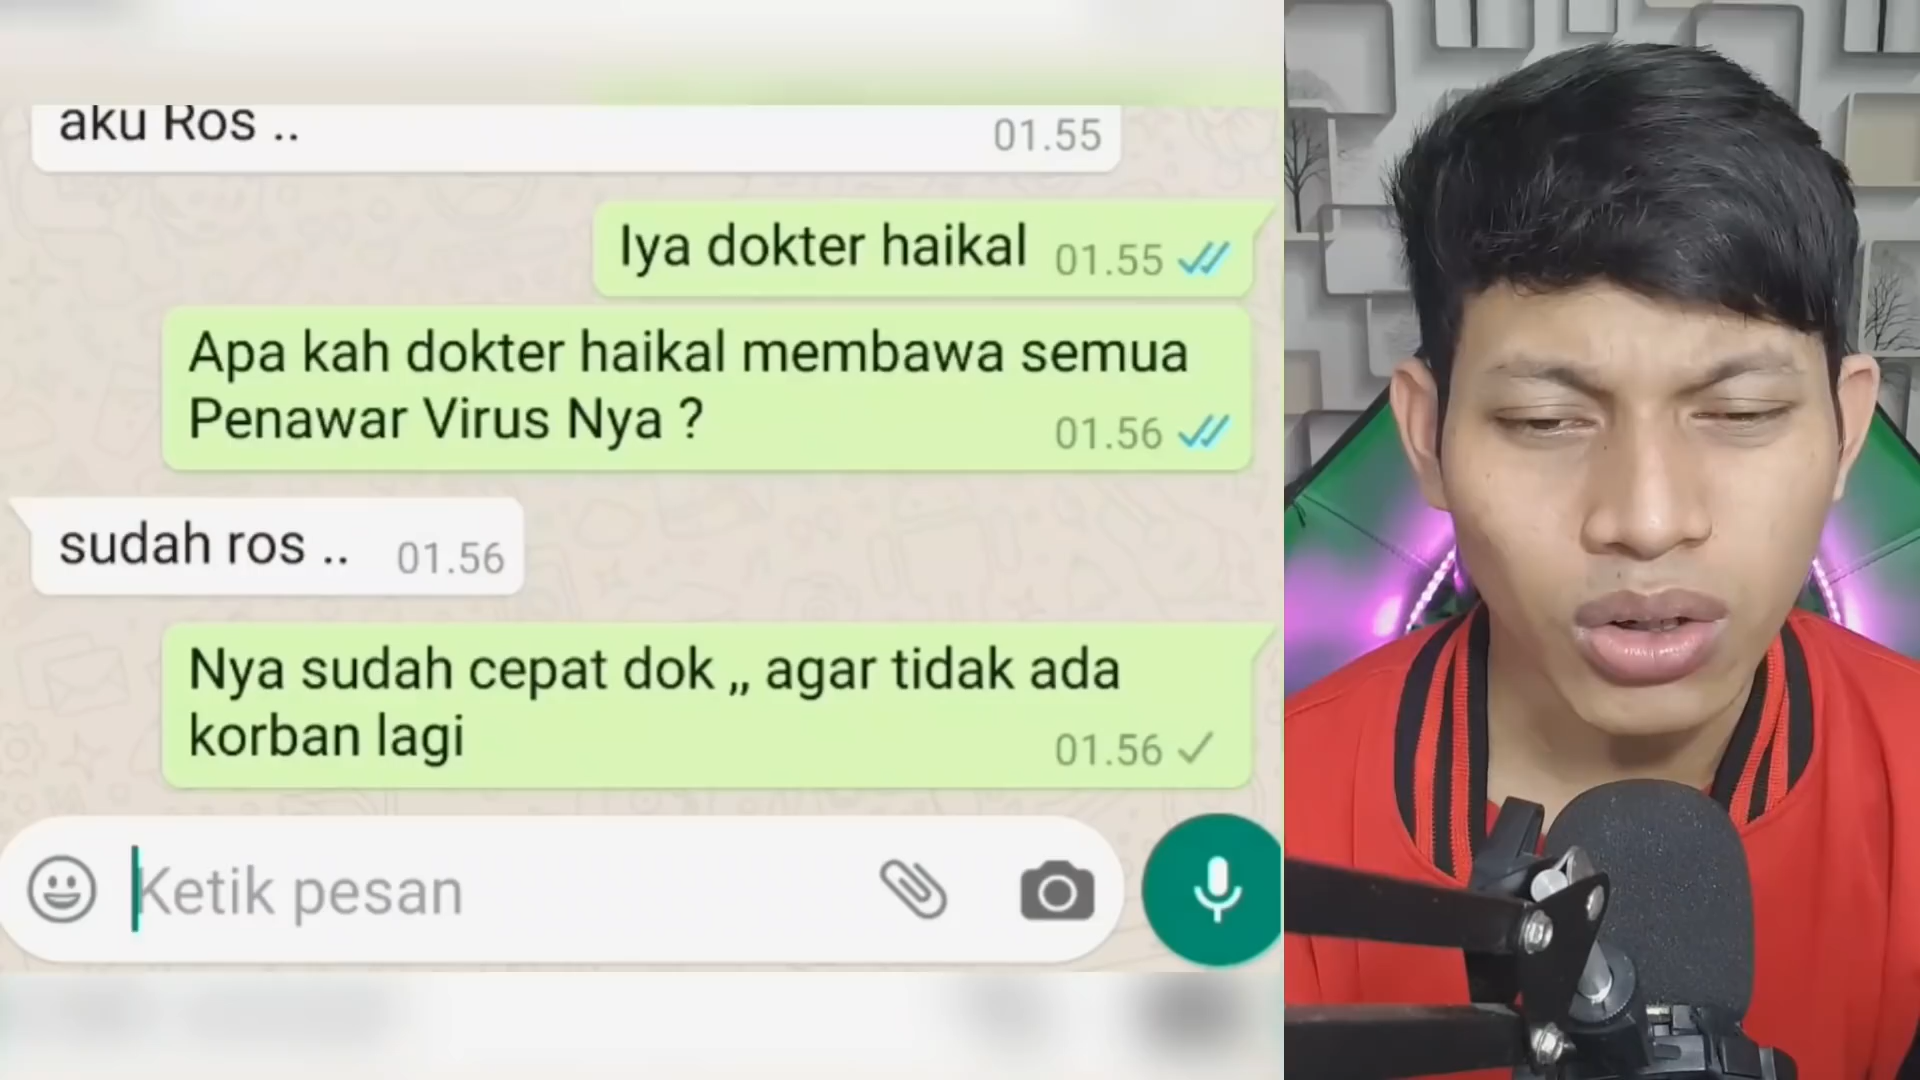 aku Ros ..
01.55
Iya dokter haikal 01.55
Apa kah dokter haikal membawa semua
Penawar Virus Nya ?
01.56
sudah ros .. 01.56
Nya sudah cepat dok ,, agar tidak ada
korban lagi
01.56
Ketik pesan